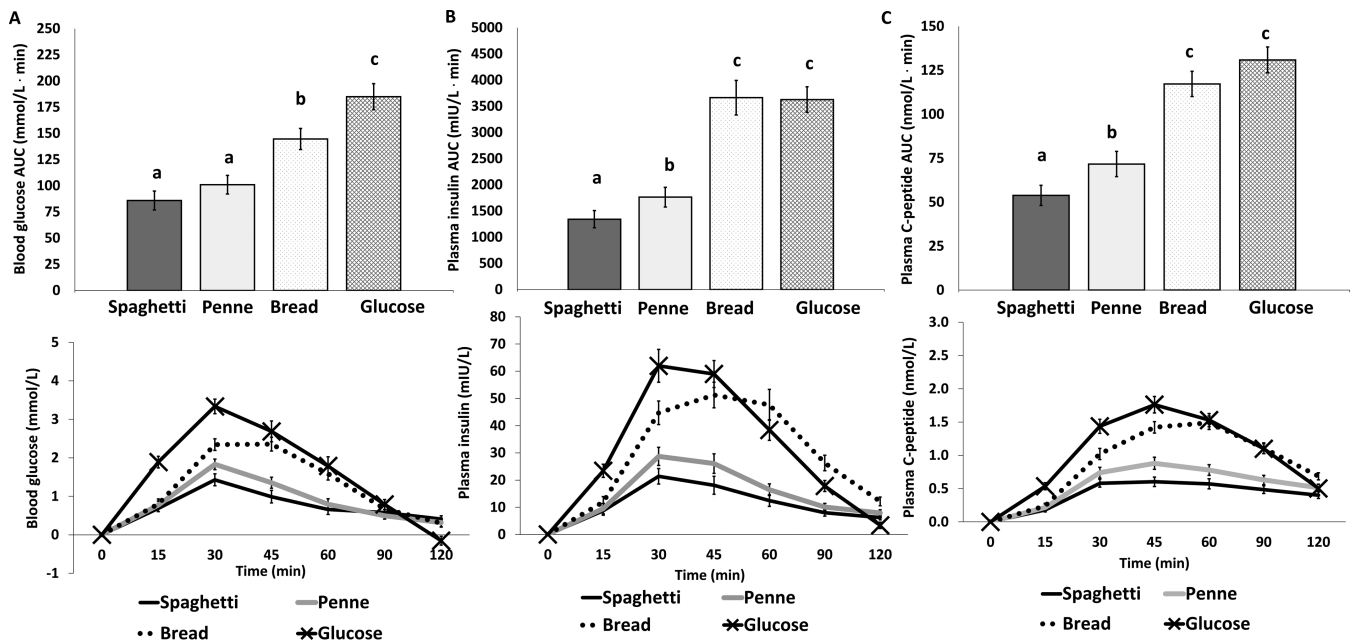 A
Blood glucose AUC (mmol/L · min)
250
225
200
175
150
125
100
75
50
25
0
a
a
b
c
Spaghetti Penne Bread Glucose
Blood glucose (mmol/L)
5
4
3
2
1
0
-1
0 15 30 45 60 90 120
Time (min)
Spaghetti Penne
Bread Glucose
B
Plasma insulin AUC (mIU/L · min)
5000
4500
4000
3500
3000
2500
2000
1500
1000
500
0
a
b
c
c
Spaghetti Penne Bread Glucose
Plasma insulin (mIU/L)
80
70
60
50
40
30
20
10
0
0 15 30 45 60 90 120
Time (min)
Spaghetti Penne
Bread Glucose
C
Plasma C-peptide AUC (nmol/L · min)
150
125
100
75
50
25
0
a
b
c
c
Spaghetti Penne Bread Glucose
Plasma C-peptide (nmol/L)
3.0
2.5
2.0
1.5
1.0
0.5
0.0
0 15 30 45 60 90 120
Time (min)
Spaghetti Penne
Bread Glucose